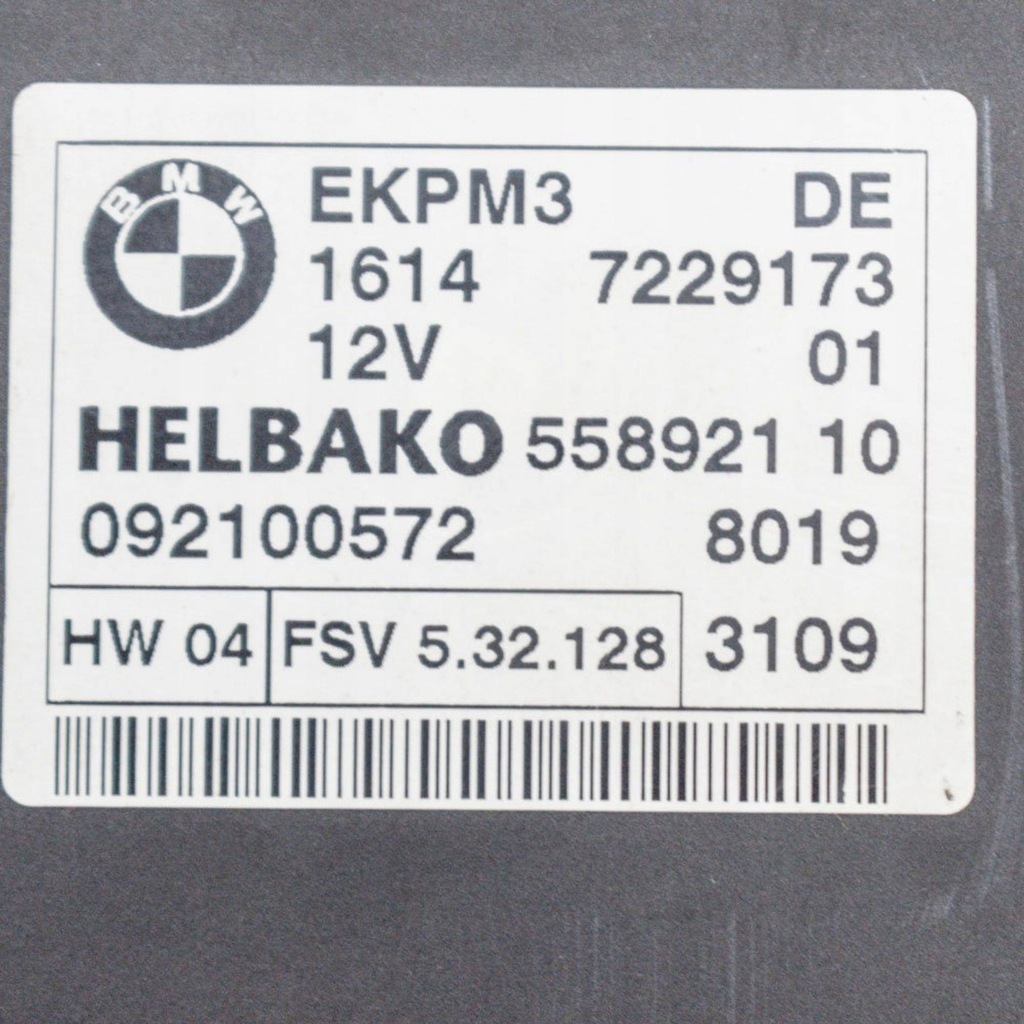 BMW
EKPM3 DE
1614 7229173
12V 01
HELBAKO 558921 10
092100572 8019
HW 04 FSV 5.32.128 3109